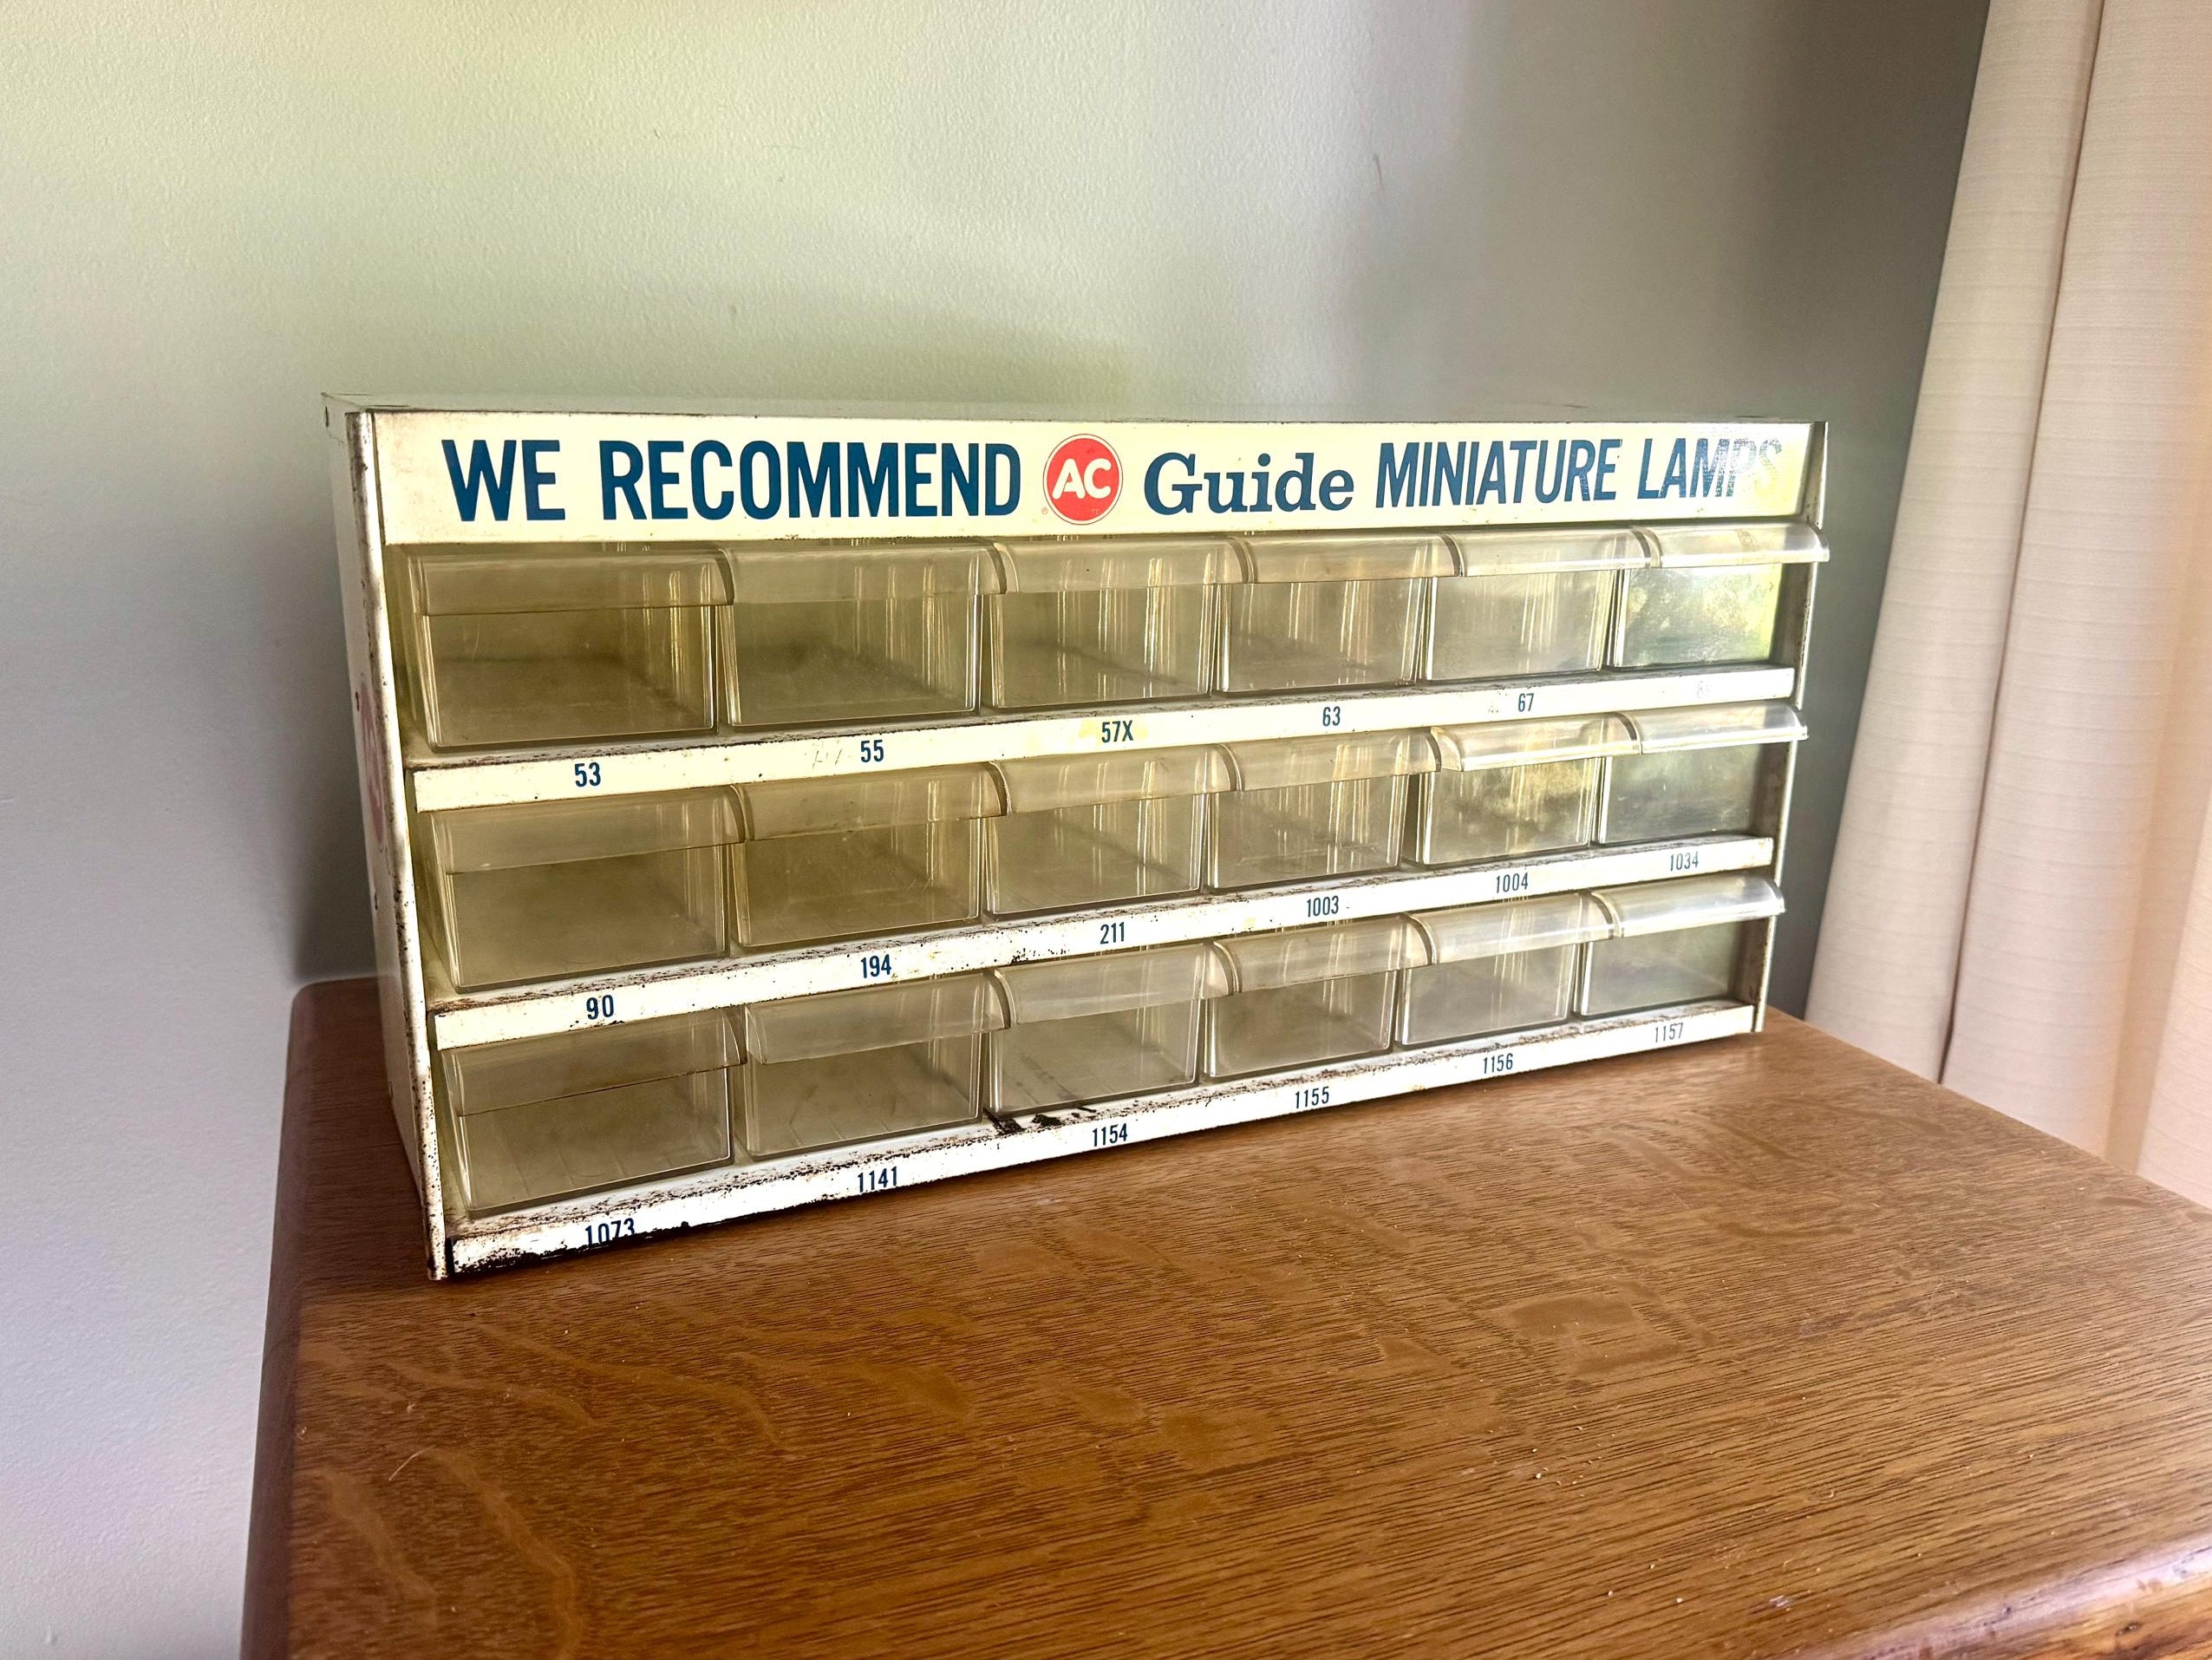 WE RECOMMEND AC Guide MINIATURE LAMPS
53 55 57X 63 67
90 194 211 1003 1004 1034
1073 1141 1154 1155 1156 1157